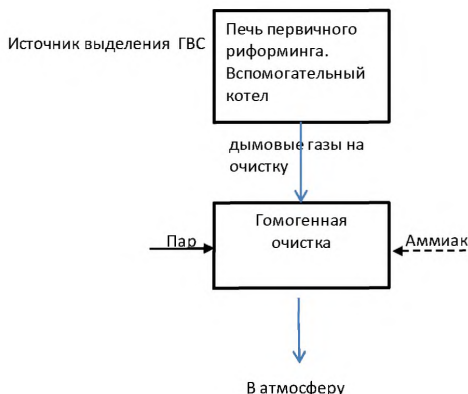 Источник выделения ГВС
Печь первичного
риформинга.
Вспомогательный
котел
дымовые газы на
очистку
Гомогенная
очистка
Пар
Аммиак
В атмосферу